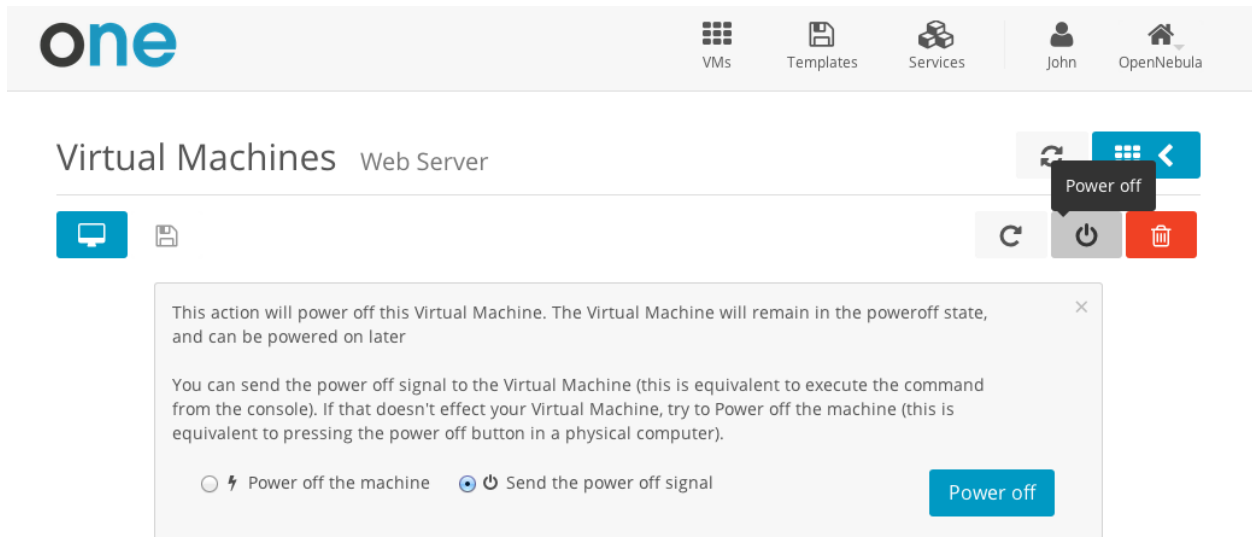 one
VMs
Templates
Services
John
OpenNebula
Virtual Machines Web Server
Power off
This action will power off this Virtual Machine. The Virtual Machine will remain in the poweroff state,
and can be powered on later
You can send the power off signal to the Virtual Machine (this is equivalent to execute the command
from the console). If that doesn't effect your Virtual Machine, try to Power off the machine (this is
equivalent to pressing the power off button in a physical computer).
Power off the machine
Send the power off signal
Power off